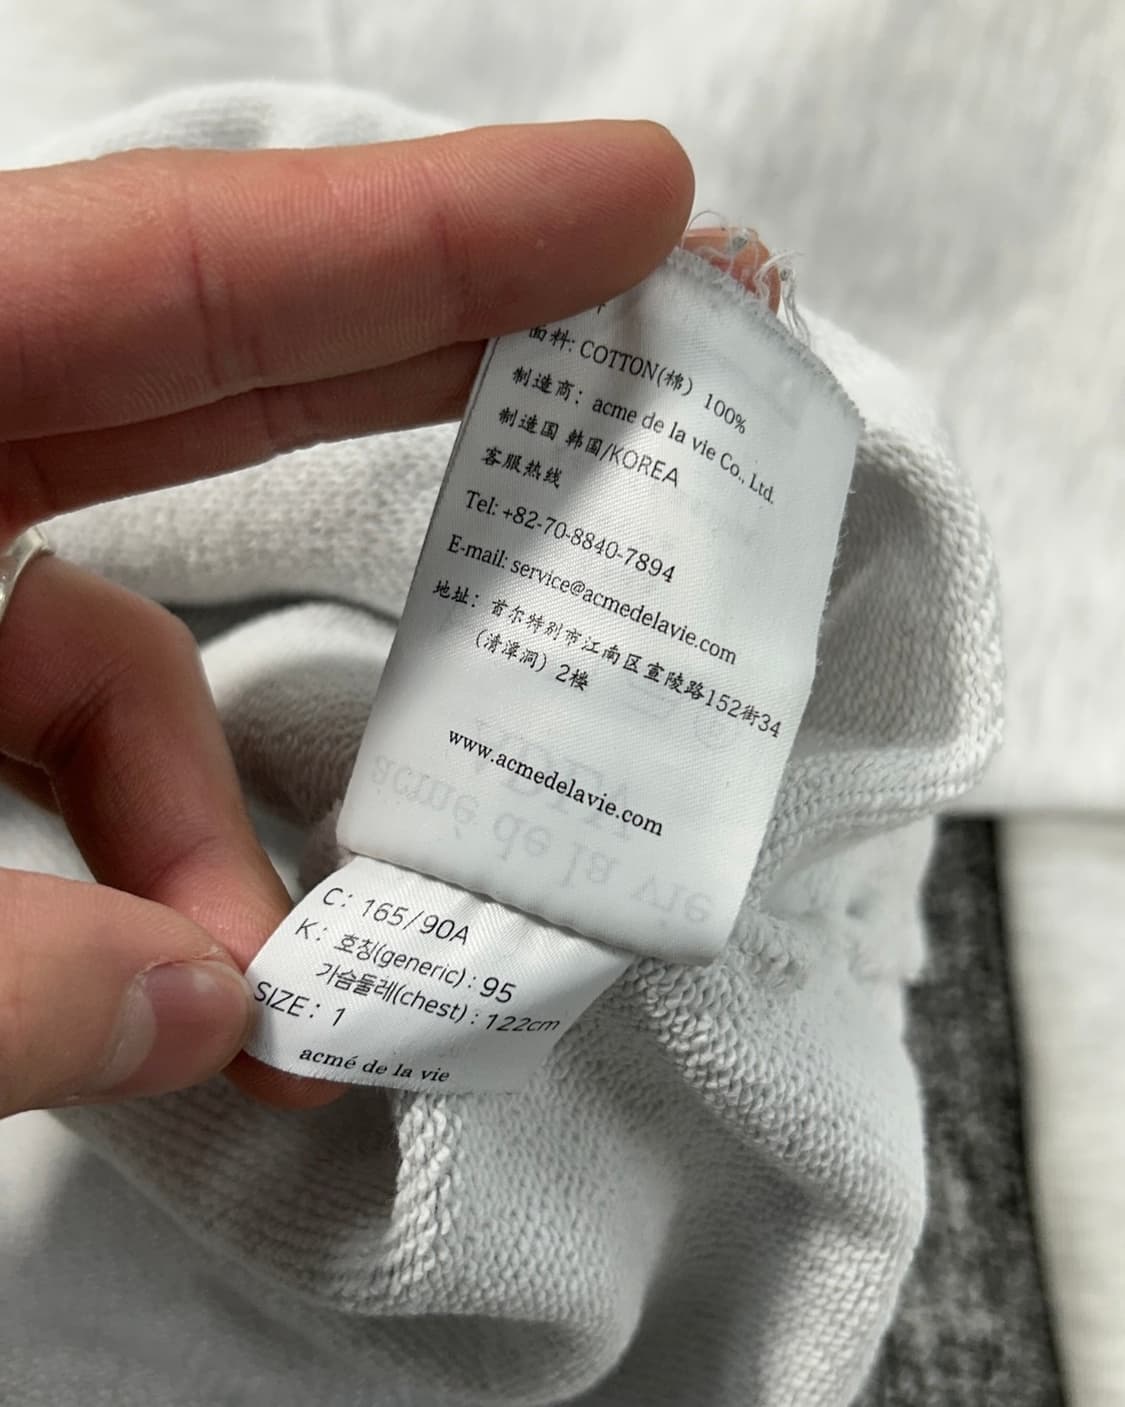 面料: COTTON(棉) 100%
制造商: acme de la vie Co., Ltd.
制造国 韩国/KOREA
客服热线
Tel: +82-70-8840-7894
E-mail: service@acmedelavie.com
地址: 首尔特别市江南区宣陵路152街34
(清潭洞) 2楼
www.acmedelavie.com
acmé de la vie
C: 165/90A
K: 호칭(generic) : 95
가슴둘레(chest) : 122cm
SIZE: 1
acmé de la vie